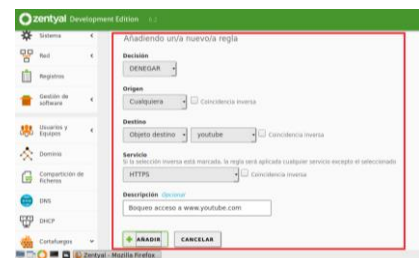 zentyal Development Edition 6.2
Sistema
Red
Registros
Gestión de software
Usuarios y Equipos
Dominio
Compartición de Ficheros
DNS
DHCP
Cortafuegos
Añadiendo un/a nuevo/a regla
Decisión
DENEGAR
Origen
Cualquiera Coincidencia inversa
Destino
Objeto destino youtube Coincidencia inversa
Servicio
Si la selección inversa está marcada, la regla será aplicada cualquier servicio excepto el seleccionado
HTTPS Coincidencia inversa
Descripción Opcional
Boqueo acceso a www.youtube.com
+ AÑADIR CANCELAR
Zentyal - Mozilla Firefox